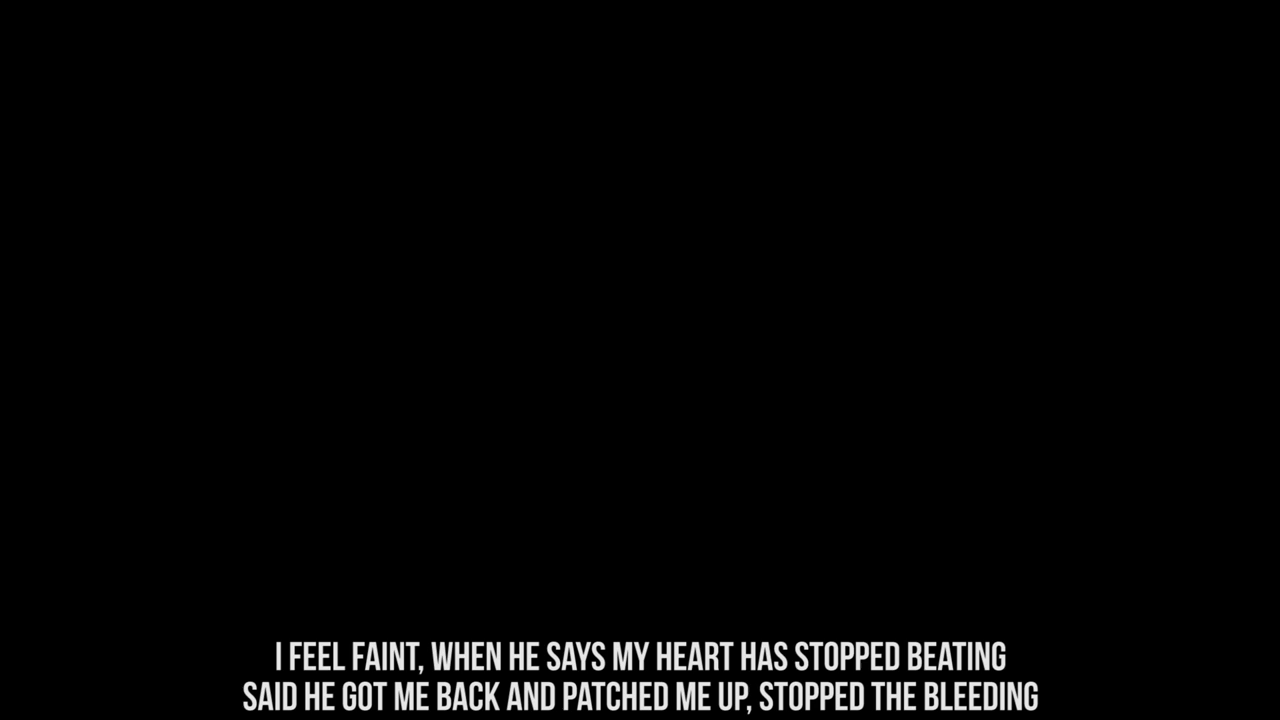 I FEEL FAINT, WHEN HE SAYS MY HEART HAS STOPPED BEATING
SAID HE GOT ME BACK AND PATCHED ME UP, STOPPED THE BLEEDING